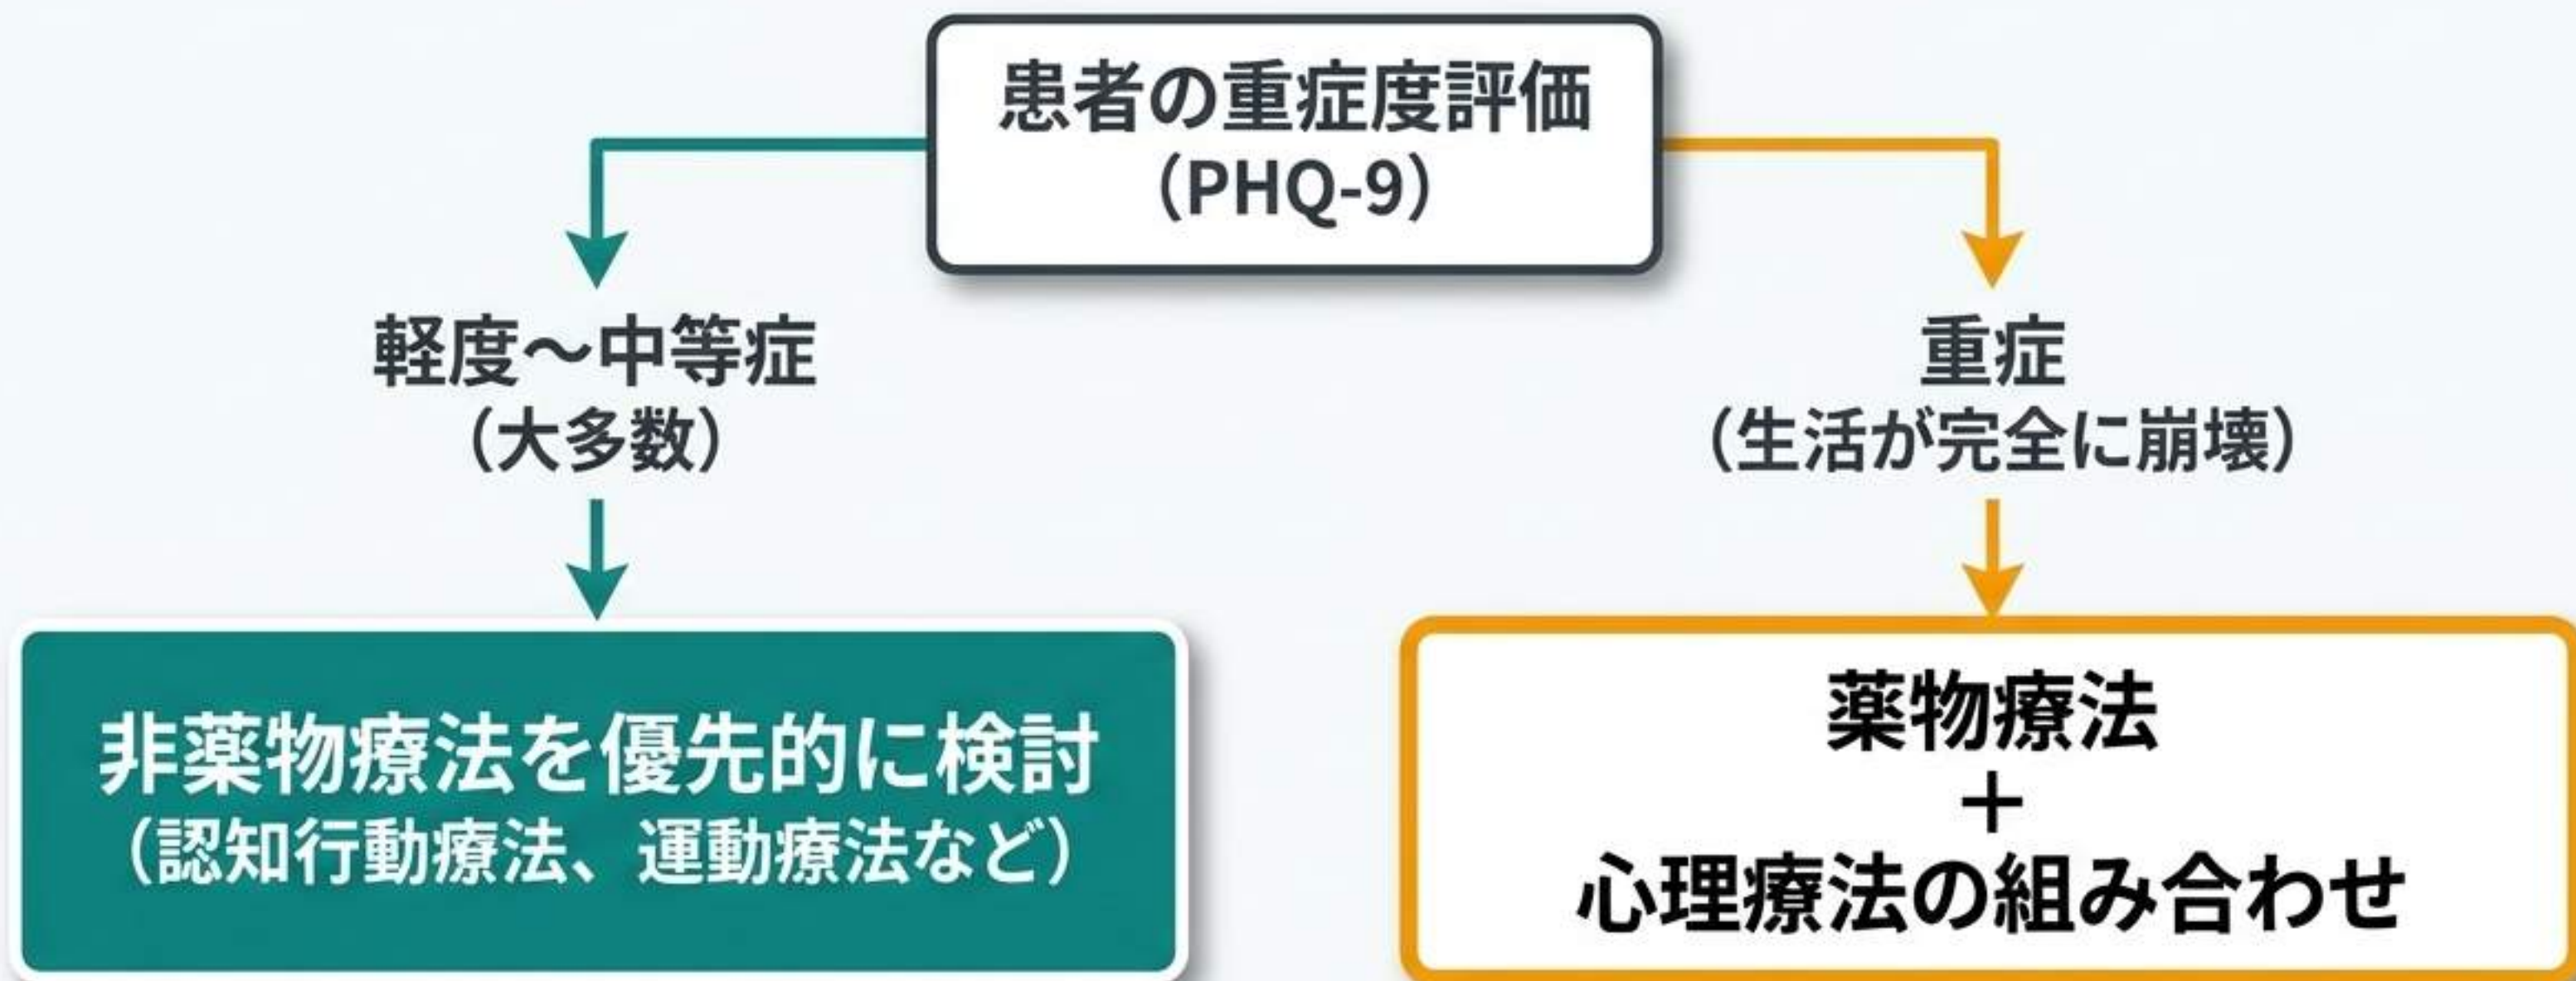 患者の重症度評価
（PHQ-9）
軽度～中等症
（大多数）
重症
（生活が完全に崩壊）
非薬物療法を優先的に検討
（認知行動療法、運動療法など）
薬物療法
＋
心理療法の組み合わせ